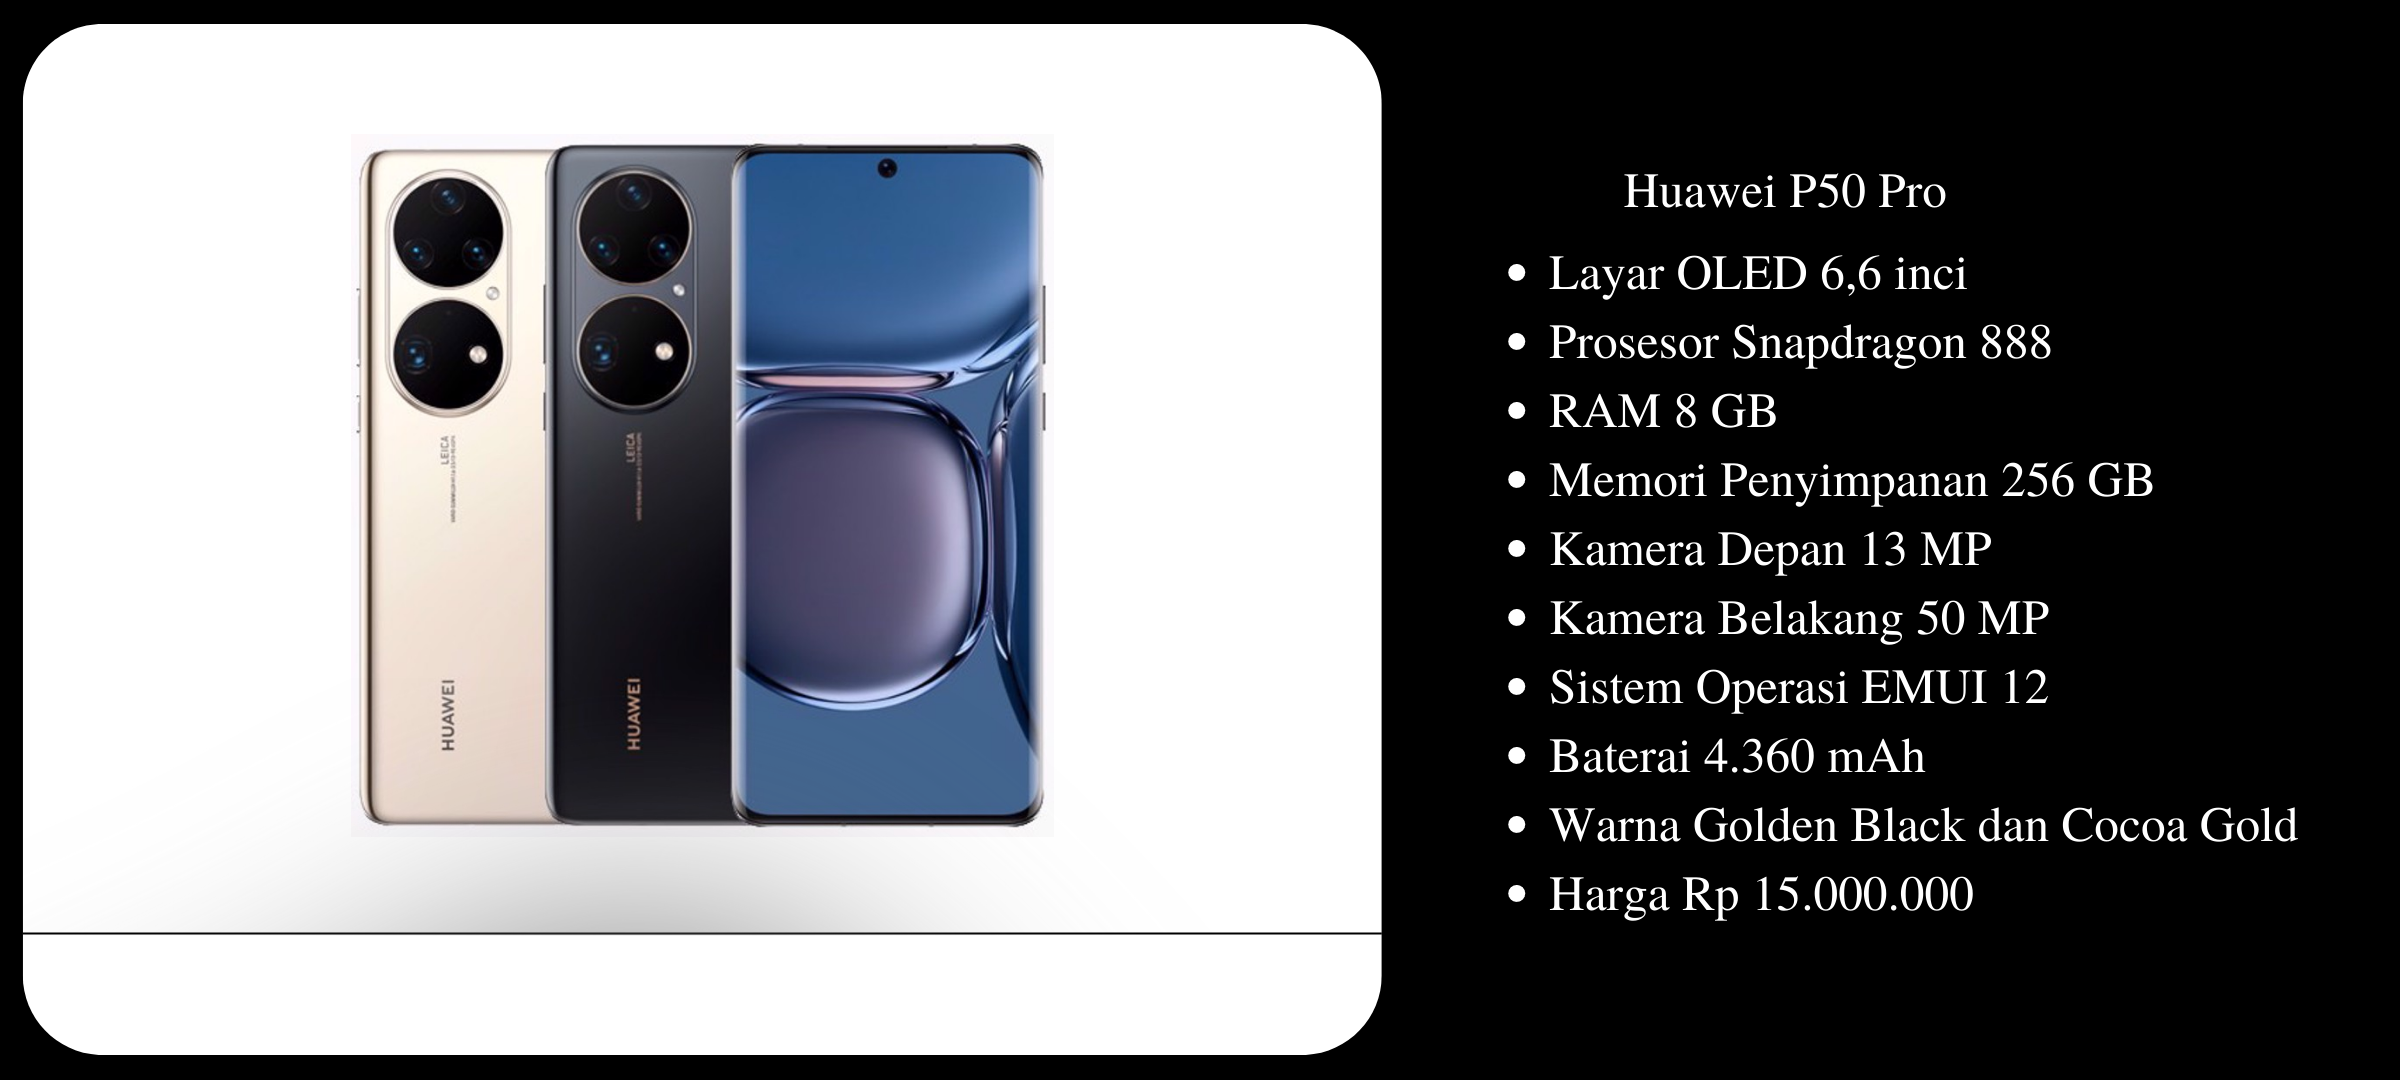 LEICA
HUAWEI
LEICA
HUAWEI
Huawei P50 Pro
• Layar OLED 6,6 inci
• Prosesor Snapdragon 888
• RAM 8 GB
• Memori Penyimpanan 256 GB
• Kamera Depan 13 MP
• Kamera Belakang 50 MP
• Sistem Operasi EMUI 12
• Baterai 4.360 mAh
• Warna Golden Black dan Cocoa Gold
• Harga Rp 15.000.000